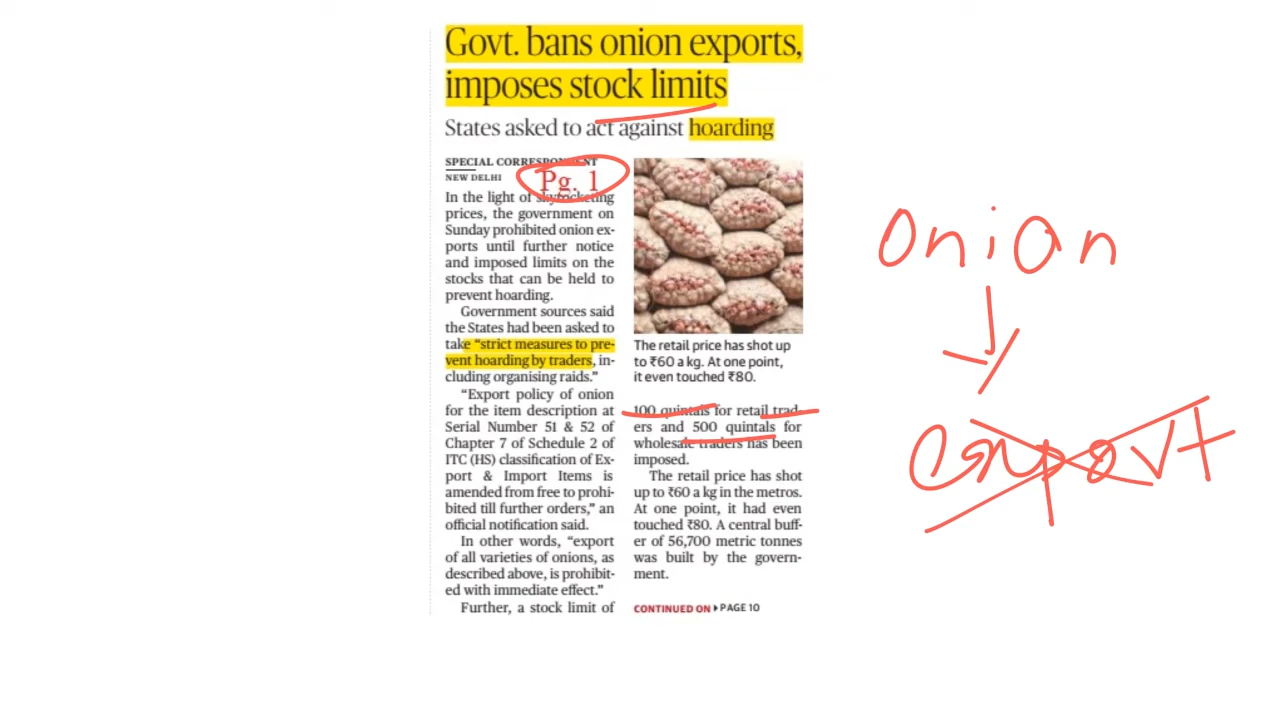 Govt. bans onion exports,
imposes stock limits
States asked to act against hoarding
SPECIAL CORRESPONDENT
NEW DELHI
Pg. 1
In the light of skyrocketing
prices, the government on
Sunday prohibited onion ex-
ports until further notice
and imposed limits on the
stocks that can be held to
prevent hoarding.
Government sources said
the States had been asked to
take “strict measures to pre-
vent hoarding by traders, in-
cluding organising raids.”
“Export policy of onion
for the item description at
Serial Number 51 & 52 of
Chapter 7 of Schedule 2 of
ITC (HS) classification of Ex-
port & Import Items is
amended from free to prohi-
bited till further orders,” an
official notification said.
In other words, “export
of all varieties of onions, as
described above, is prohibit-
ed with immediate effect.”
Further, a stock limit of
The retail price has shot up
to ₹60 a kg. At one point,
it even touched ₹80.
100 quintals for retail trad-
ers and 500 quintals for
wholesale traders has been
imposed.
The retail price has shot
up to ₹60 a kg in the metros.
At one point, it had even
touched ₹80. A central buff-
er of 56,700 metric tonnes
was built by the govern-
ment.
CONTINUED ON ▸ PAGE 10
onion
export